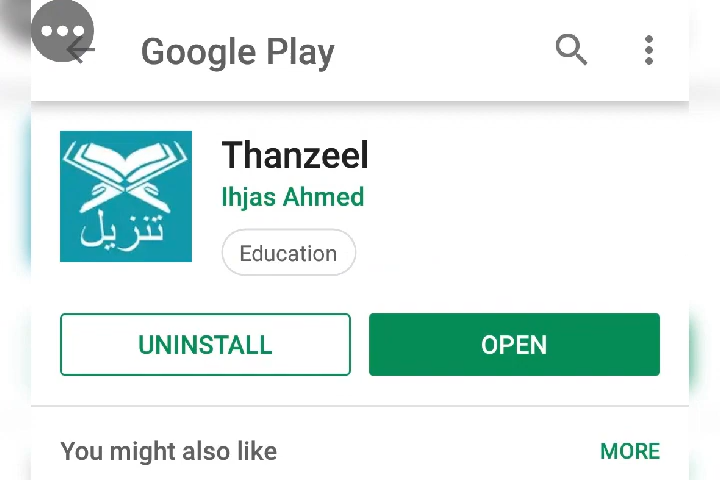 Google Play
Thanzeel
Ihjas Ahmed
تنزيل
Education
UNINSTALL
OPEN
You might also like
MORE